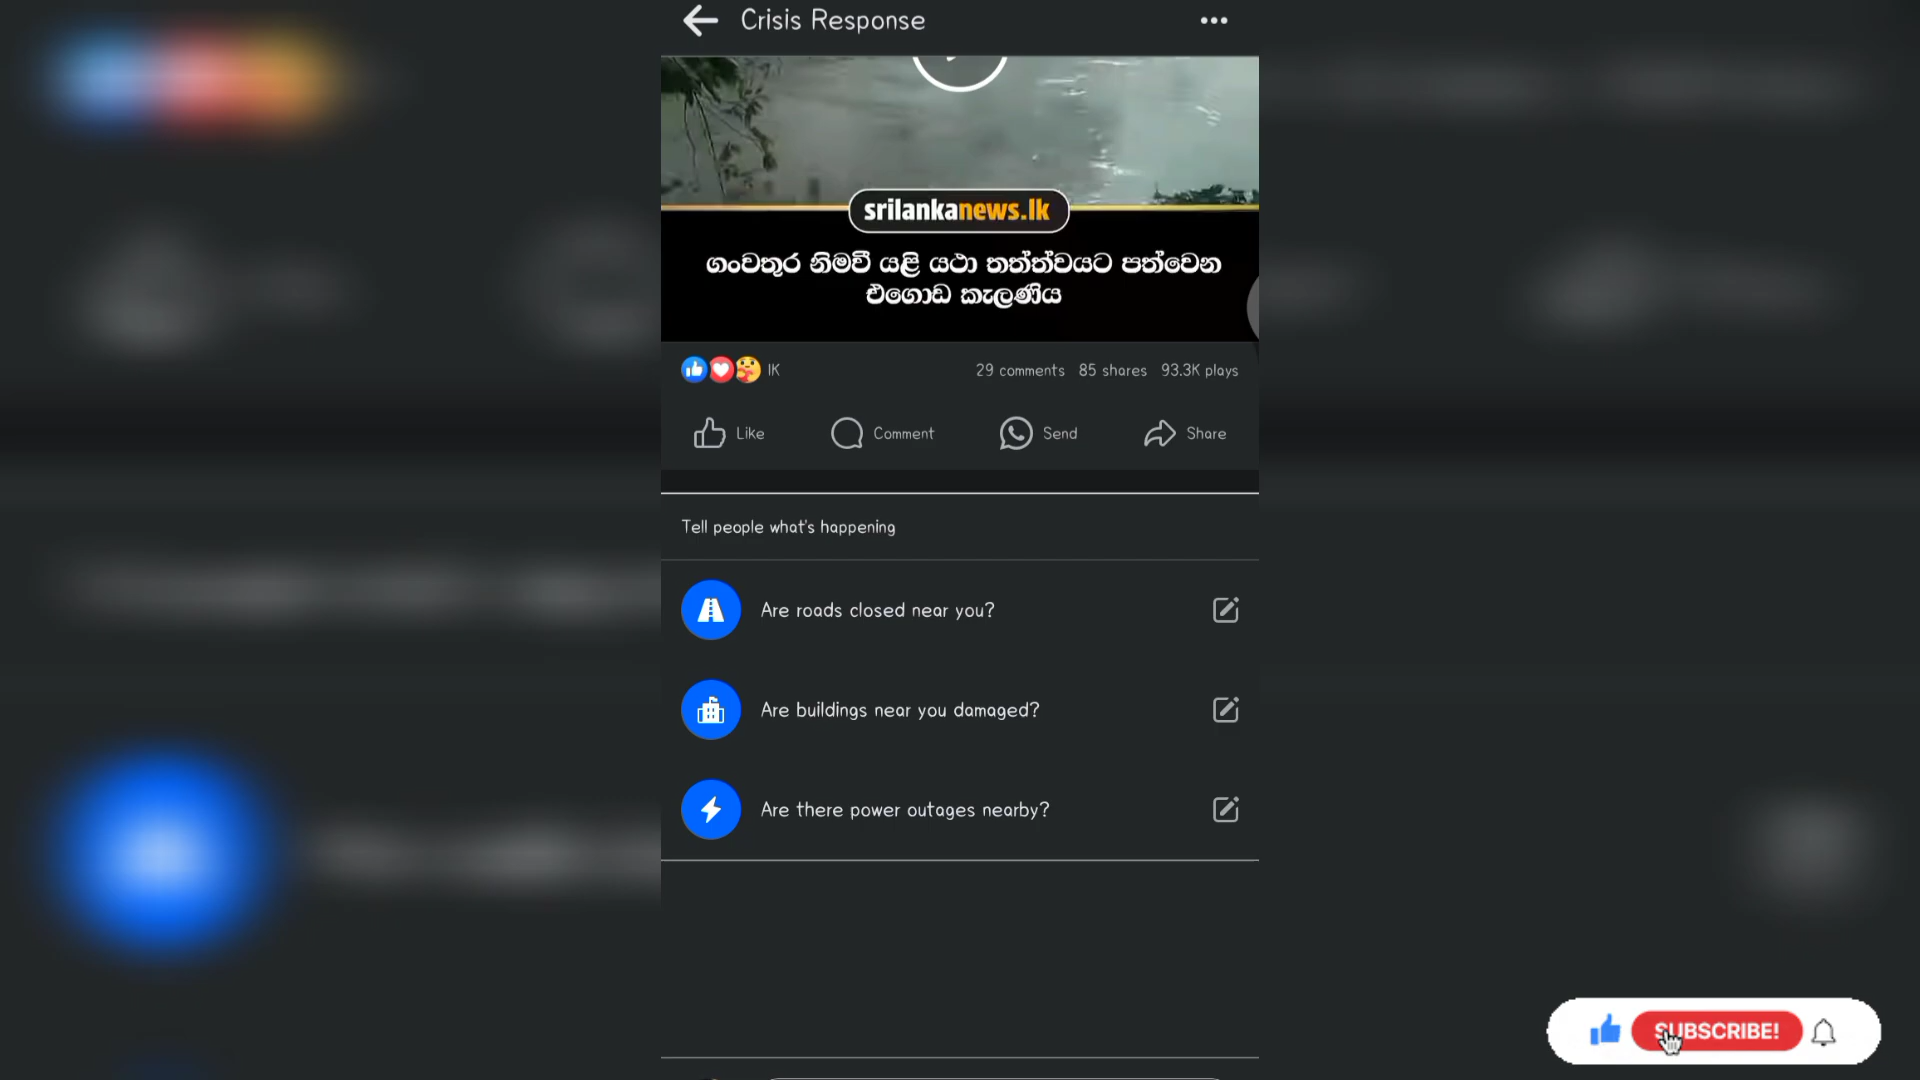 Crisis Response
srilankanews.lk
ගංවතුර නිමවී යළි යථා තත්ත්වයට පත්වෙන
එගොඩ කැලණිය
1K 29 comments 85 shares 93.3K plays
Like Comment Send Share
Tell people what's happening
Are roads closed near you?
Are buildings near you damaged?
Are there power outages nearby?
SUBSCRIBE!